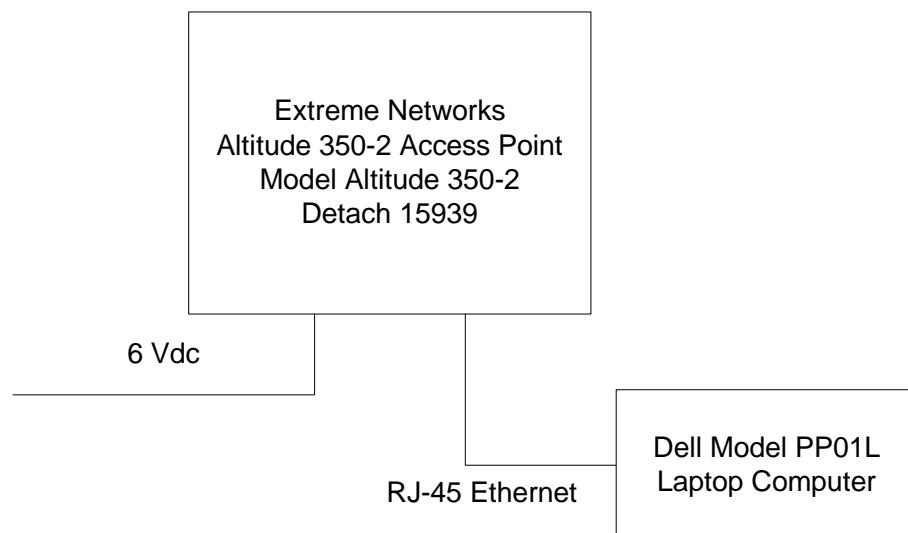 Extreme Networks
Altitude 350-2 Access Point
Model Altitude 350-2
Detach 15939
6 Vdc
Dell Model PP01L
Laptop Computer
RJ-45 Ethernet